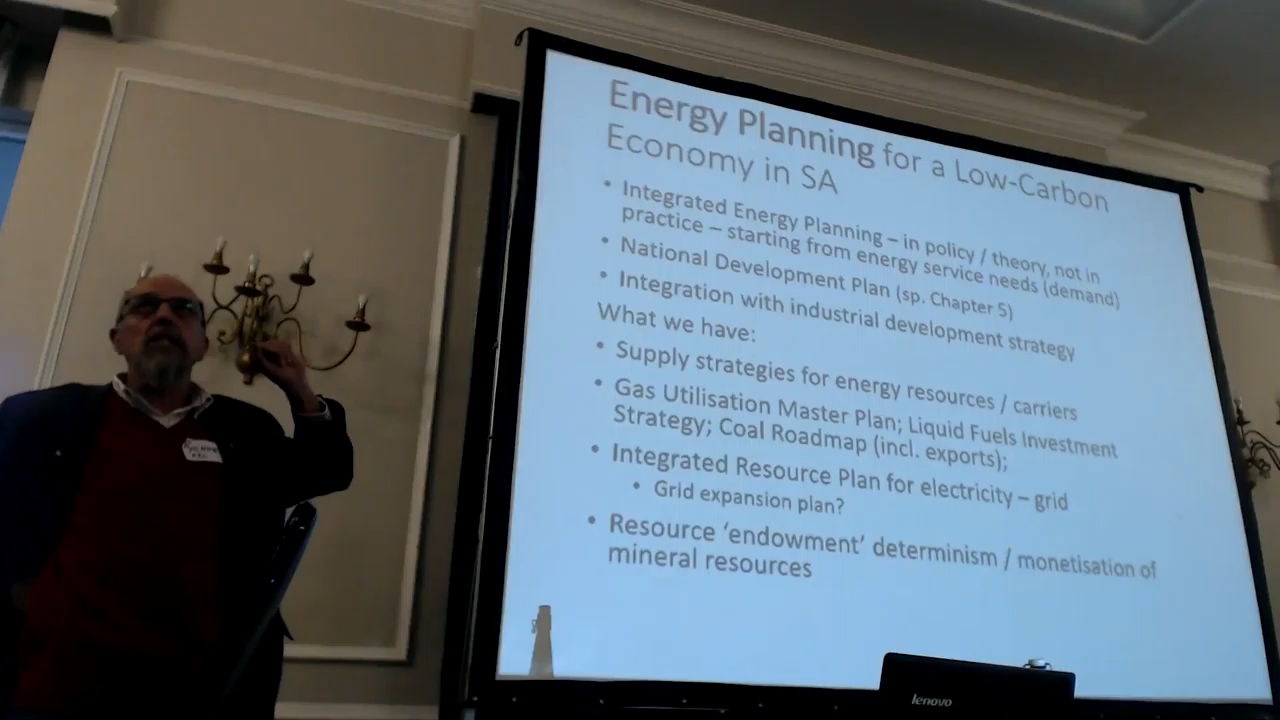 Energy Planning for a Low-Carbon
Economy in SA
• Integrated Energy Planning – in policy / theory, not in
practice – starting from energy service needs (demand)
• National Development Plan (sp. Chapter 5)
• Integration with industrial development strategy
What we have:
• Supply strategies for energy resources / carriers
• Gas Utilisation Master Plan; Liquid Fuels Investment
Strategy; Coal Roadmap (incl. exports);
• Integrated Resource Plan for electricity – grid
• Grid expansion plan?
• Resource ‘endowment’ determinism / monetisation of
mineral resources
lenovo